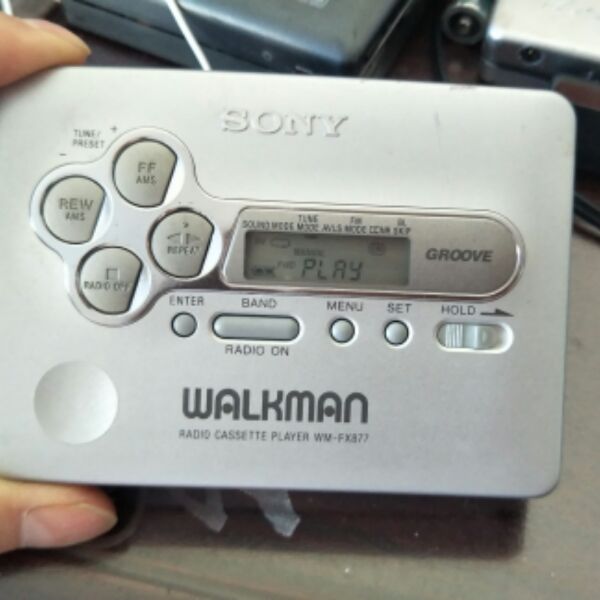 SONY
TUNE/
PRESET
- +
FF
AMS
REW
AMS
REPEAT
RADIO OFF
TUNE FM BL
SOUND MODE MODE AVLS MODE SKIP
PLAY
GROOVE
ENTER BAND MENU SET HOLD
RADIO ON
WALKMAN
RADIO CASSETTE PLAYER WM-FX877